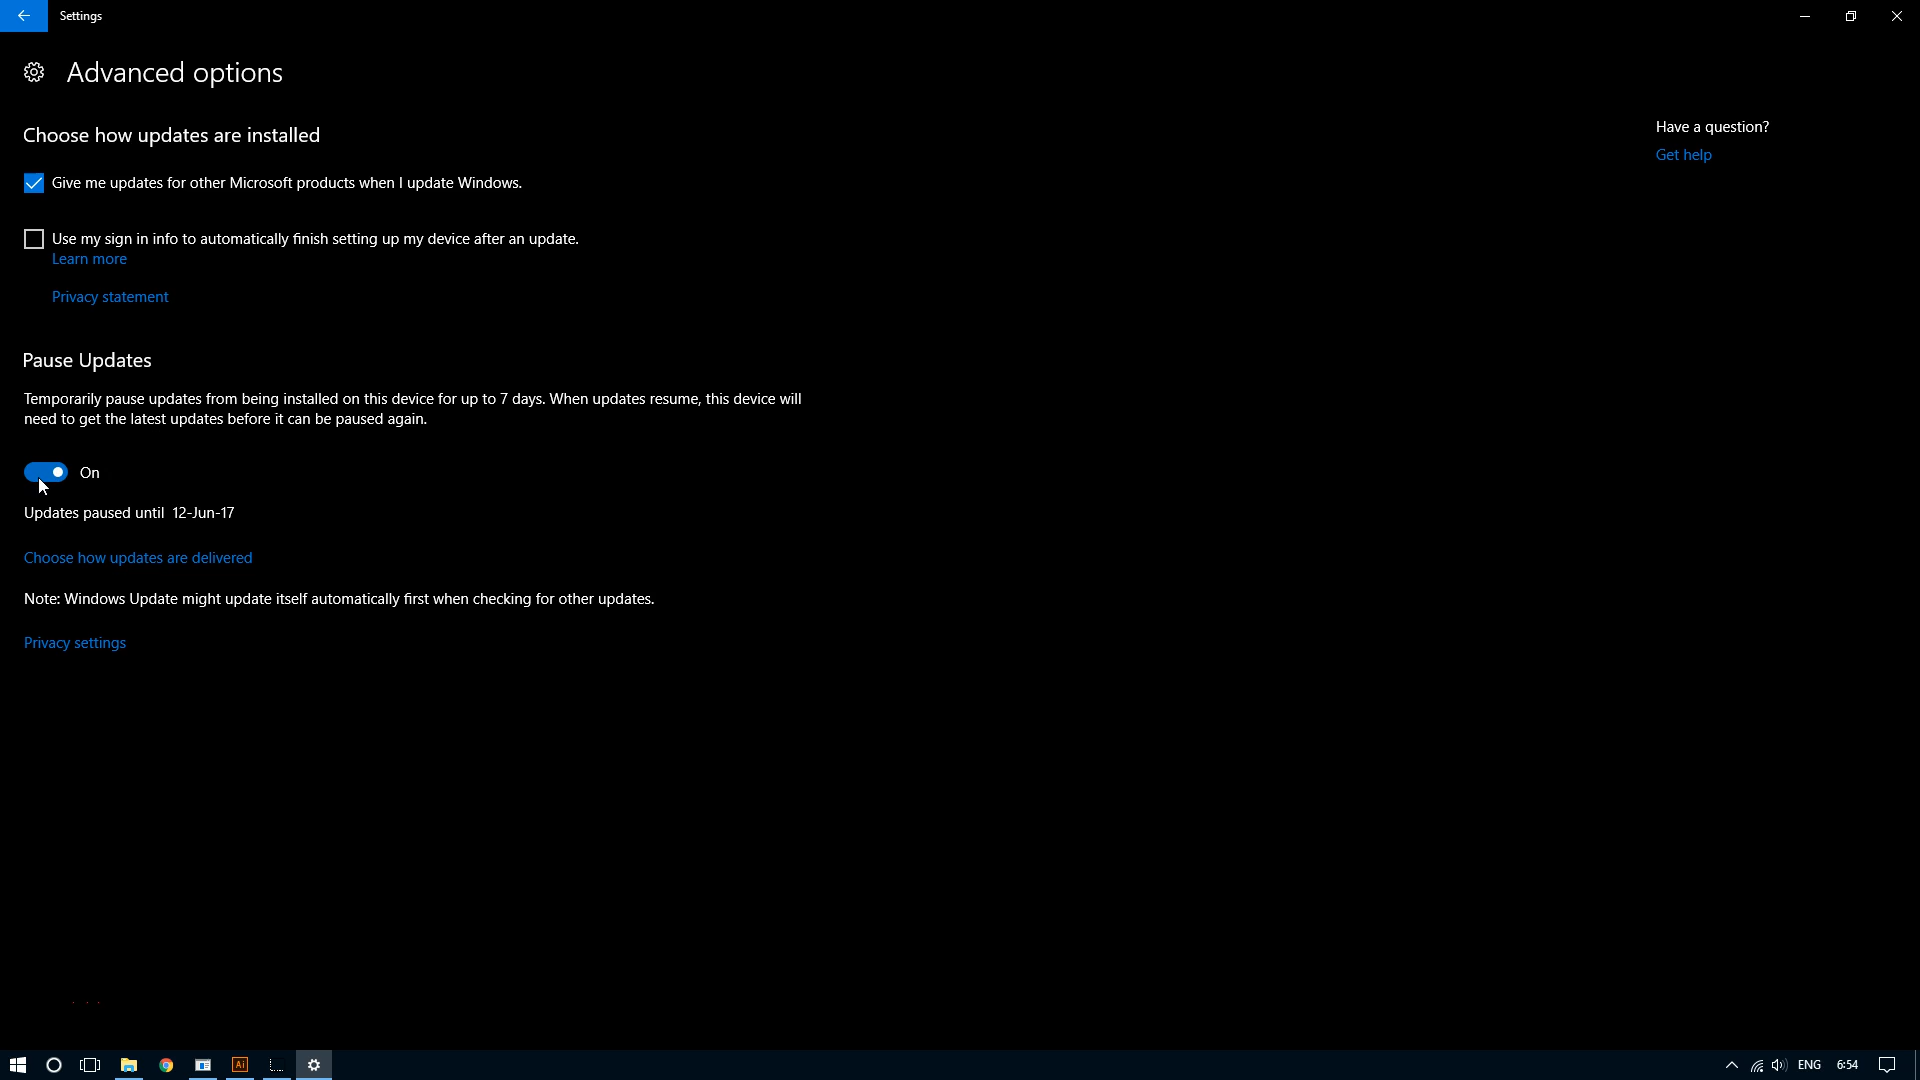 Settings
Advanced options
Choose how updates are installed
Have a question?
Get help
Give me updates for other Microsoft products when I update Windows.
Use my sign in info to automatically finish setting up my device after an update.
Learn more
Privacy statement
Pause Updates
Temporarily pause updates from being installed on this device for up to 7 days. When updates resume, this device will
need to get the latest updates before it can be paused again.
On
Updates paused until 12-Jun-17
Choose how updates are delivered
Note: Windows Update might update itself automatically first when checking for other updates.
Privacy settings
Ai
ENG 6:54